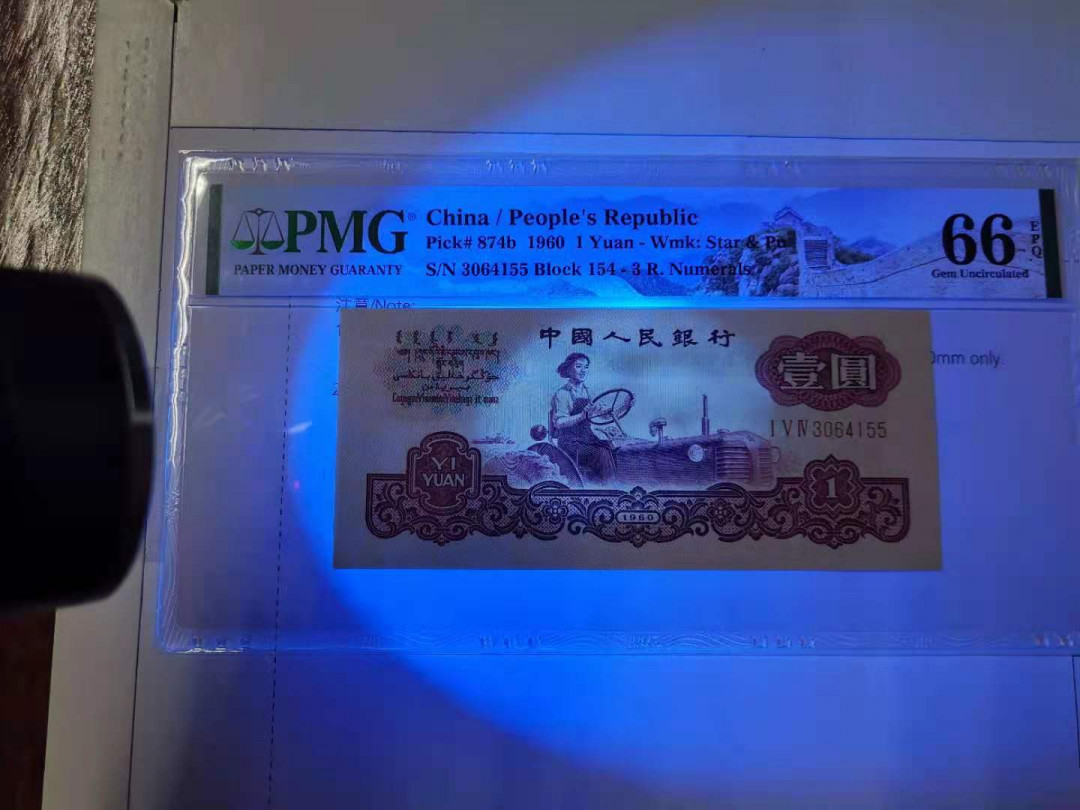 PMG®
PAPER MONEY GUARANTY
China / People's Republic
Pick# 874b 1960 1 Yuan - Wmk: Star &
S/N 3064155 Block 154 - 3 R. Numerals
66
EPQ
Gem Uncirculated
注意/Note:
0mm only.
中國人民銀行
壹圓
I V IV 3064155
YI
YUAN
1960
1